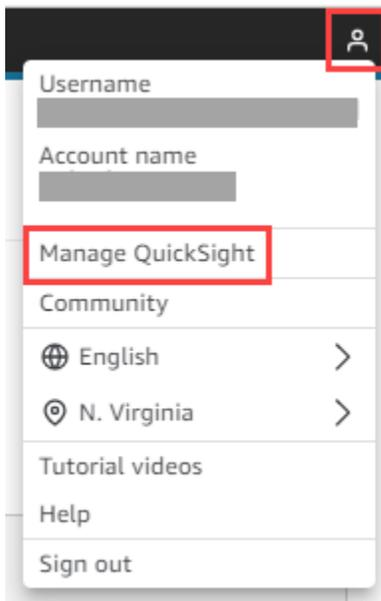 Username
Account name
Manage QuickSight
Community
English
N. Virginia
Tutorial videos
Help
Sign out